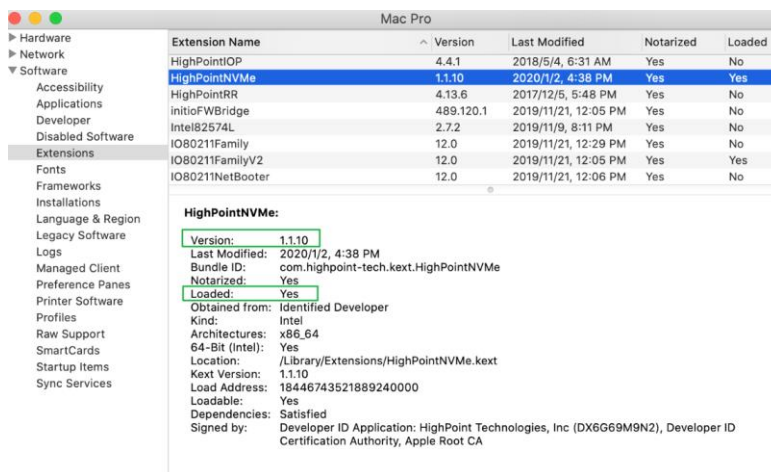 Mac Pro
Hardware
Network
Software
Accessibility
Applications
Developer
Disabled Software
Extensions
Fonts
Frameworks
Installations
Language & Region
Legacy Software
Logs
Managed Client
Preference Panes
Printer Software
Profiles
Raw Support
SmartCards
Startup Items
Sync Services
Extension Name Version Last Modified Notarized Loaded
HighPointIOP 4.4.1 2018/5/4, 6:31 AM Yes No
HighPointNVMe 1.1.10 2020/1/2, 4:38 PM Yes Yes
HighPointRR 4.13.6 2017/12/5, 5:48 PM Yes No
initioFWBridge 489.120.1 2019/11/21, 12:05 PM Yes No
Intel82574L 2.7.2 2019/11/9, 8:11 PM Yes No
IO80211Family 12.0 2019/11/21, 12:29 PM Yes No
IO80211FamilyV2 12.0 2019/11/21, 12:05 PM Yes Yes
IO80211NetBooter 12.0 2019/11/21, 12:06 PM Yes No
HighPointNVMe:
Version: 1.1.10
Last Modified: 2020/1/2, 4:38 PM
Bundle ID: com.highpoint-tech.kext.HighPointNVMe
Notarized: Yes
Loaded: Yes
Obtained from: Identified Developer
Kind: Intel
Architectures: x86_64
64-Bit (Intel): Yes
Location: /Library/Extensions/HighPointNVMe.kext
Kext Version: 1.1.10
Load Address: 18446743521889240000
Loadable: Yes
Dependencies: Satisfied
Signed by: Developer ID Application: HighPoint Technologies, Inc (DX6G69M9N2), Developer ID
Certification Authority, Apple Root CA